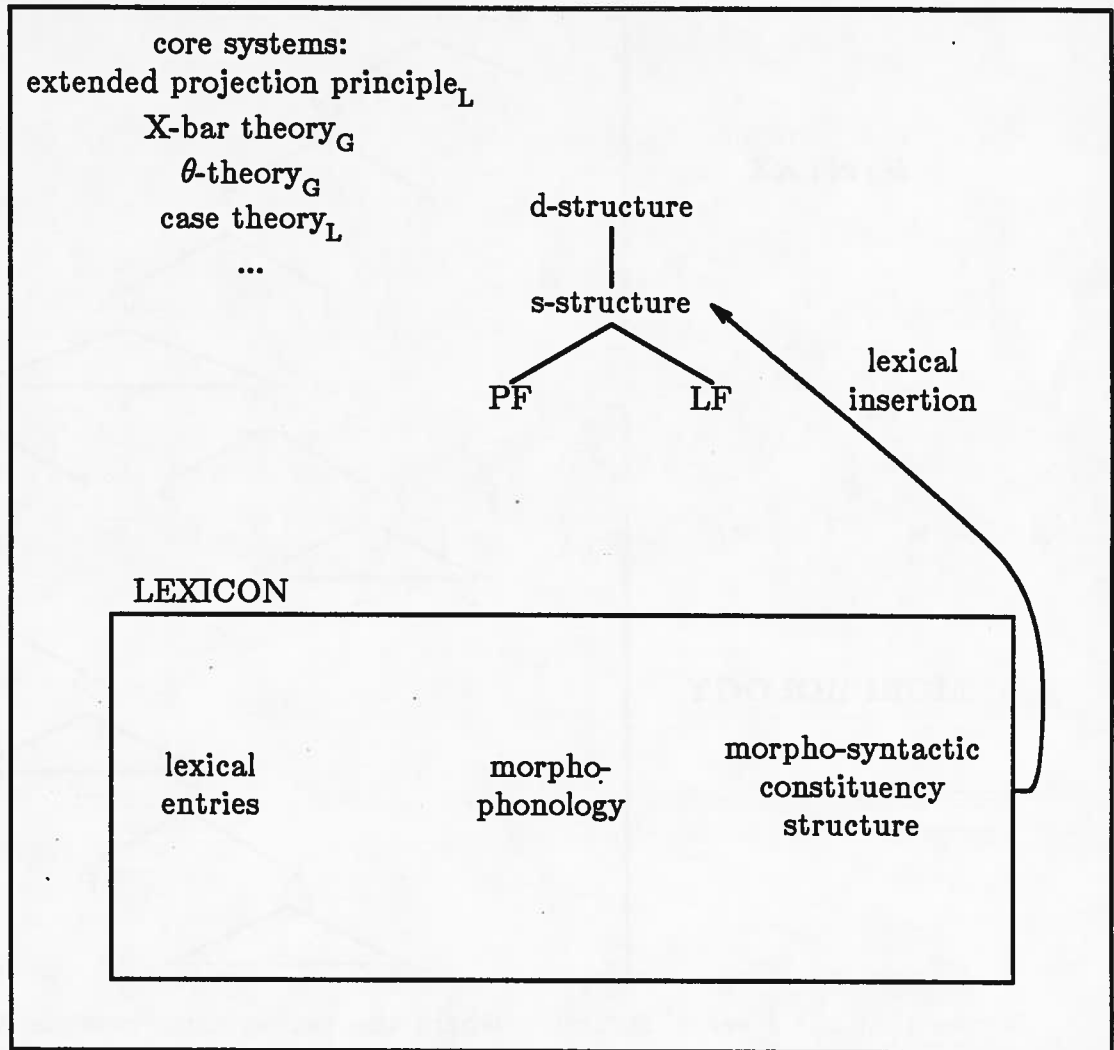 core systems:
extended projection principle_L
X-bar theory_G
θ-theory_G
case theory_L
...
d-structure
s-structure
PF LF
lexical
insertion
LEXICON
lexical
entries
morpho-
phonology
morpho-syntactic
constituency
structure